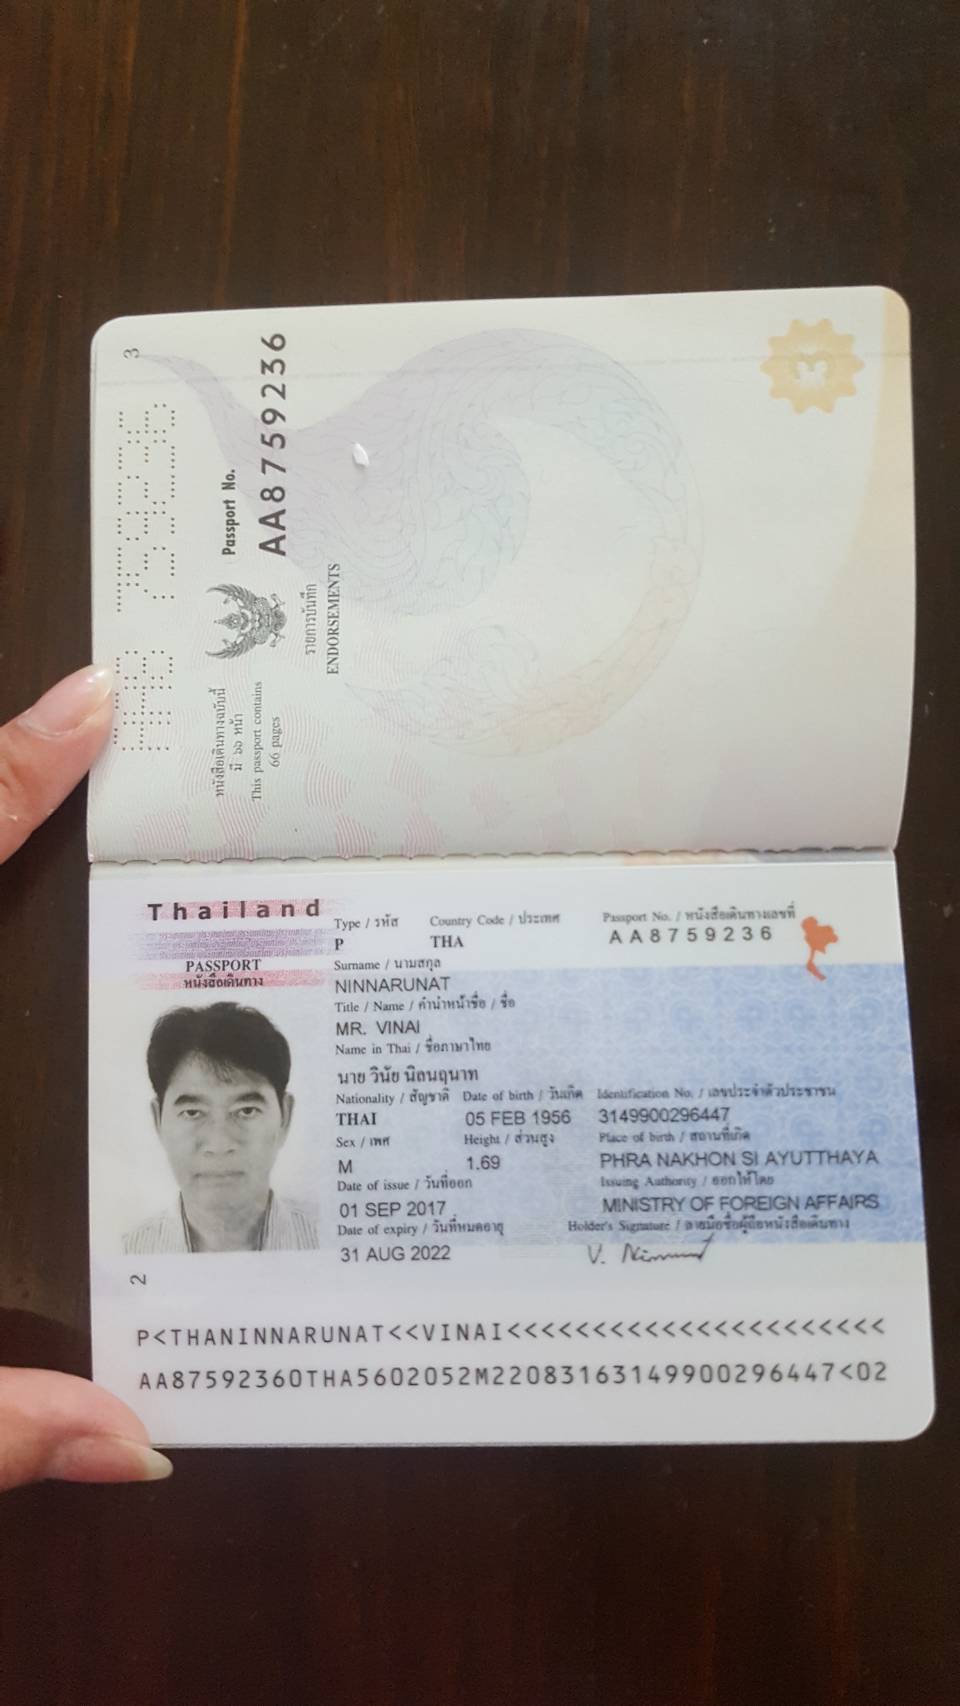 3
AA 8759236
หนังสือเดินทางฉบับนี้
มี ๖๖ หน้า
This passport contains
66 pages
Passport No.
AA8759236
รายการบันทึก
ENDORSEMENTS
3
Thailand
PASSPORT
หนังสือเดินทาง
Type / รหัส Country Code / ประเทศ Passport No. / หนังสือเดินทางเลขที่
P THA AA8759236
Surname / นามสกุล
NINNARUNAT
Title / Name / คำนำหน้าชื่อ / ชื่อ
MR. VINAI
Name in Thai / ชื่อภาษาไทย
นาย วินัย นิลนฤนาท
Nationality / สัญชาติ Date of birth / วันเกิด Identification No. / เลขประจำตัวประชาชน
THAI 05 FEB 1956 3149900296447
Sex / เพศ Height / ส่วนสูง Place of birth / สถานที่เกิด
M 1.69 PHRA NAKHON SI AYUTTHAYA
Date of issue / วันที่ออก Issuing Authority / ออกให้โดย
01 SEP 2017 MINISTRY OF FOREIGN AFFAIRS
Date of expiry / วันที่หมดอายุ Holder's Signature / ลายมือชื่อผู้ถือหนังสือเดินทาง
31 AUG 2022
2
P<THANINNARUNAT<<VINAI<<<<<<<<<<<<<<<<<<<<<<
AA87592360THA5602052M22083163149900296447<02